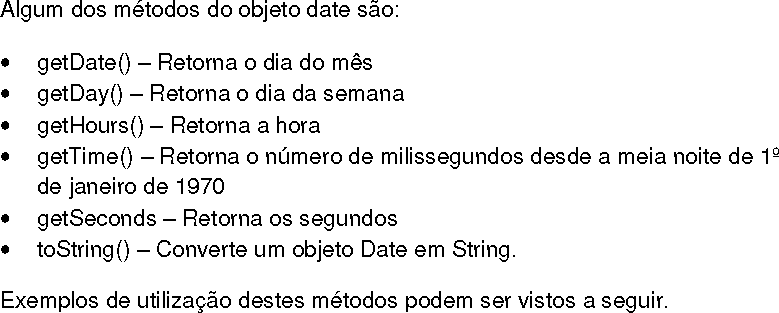 Algum dos métodos do objeto date são:
• getDate() – Retorna o dia do mês
• getDay() – Retorna o dia da semana
• getHours() – Retorna a hora
• getTime() – Retorna o número de milissegundos desde a meia noite de 1º
de janeiro de 1970
• getSeconds – Retorna os segundos
• toString() – Converte um objeto Date em String.
Exemplos de utilização destes métodos podem ser vistos a seguir.